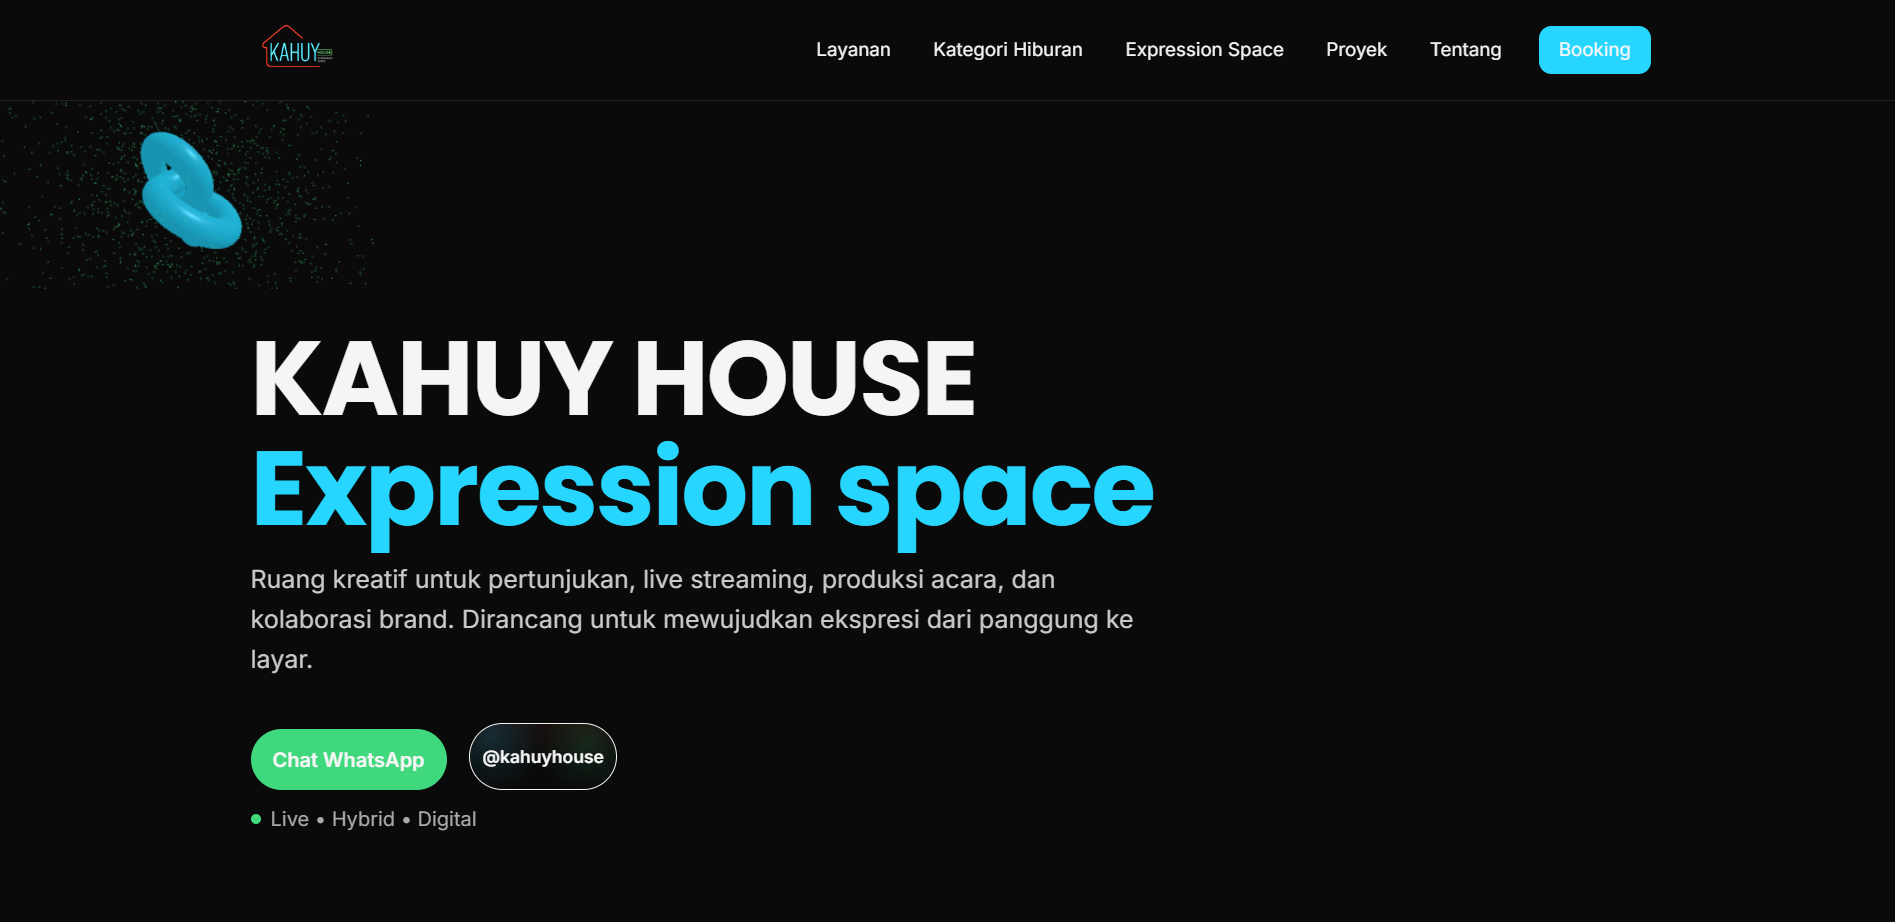 KAHUY
Layanan
Kategori Hiburan
Expression Space
Proyek
Tentang
Booking
KAHUY HOUSE
Expression space
Ruang kreatif untuk pertunjukan, live streaming, produksi acara, dan
kolaborasi brand. Dirancang untuk mewujudkan ekspresi dari panggung ke
layar.
Chat WhatsApp
@kahuyhouse
Live • Hybrid • Digital